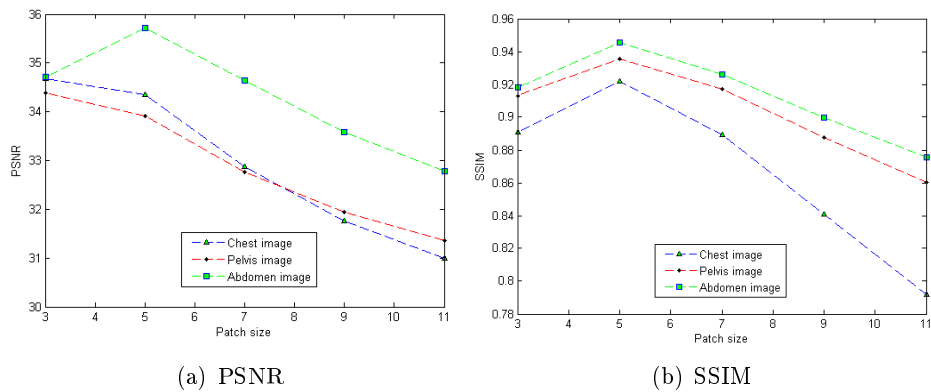 36
35
34
33
32
31
30
PSNR
Chest image
Pelvis image
Abdomen image
3 4 5 6 7 8 9 10 11
Patch size
(a) PSNR
0.96
0.94
0.92
0.9
0.88
0.86
0.84
0.82
0.8
0.78
SSIM
Chest image
Pelvis image
Abdomen image
3 4 5 6 7 8 9 10 11
Patch size
(b) SSIM